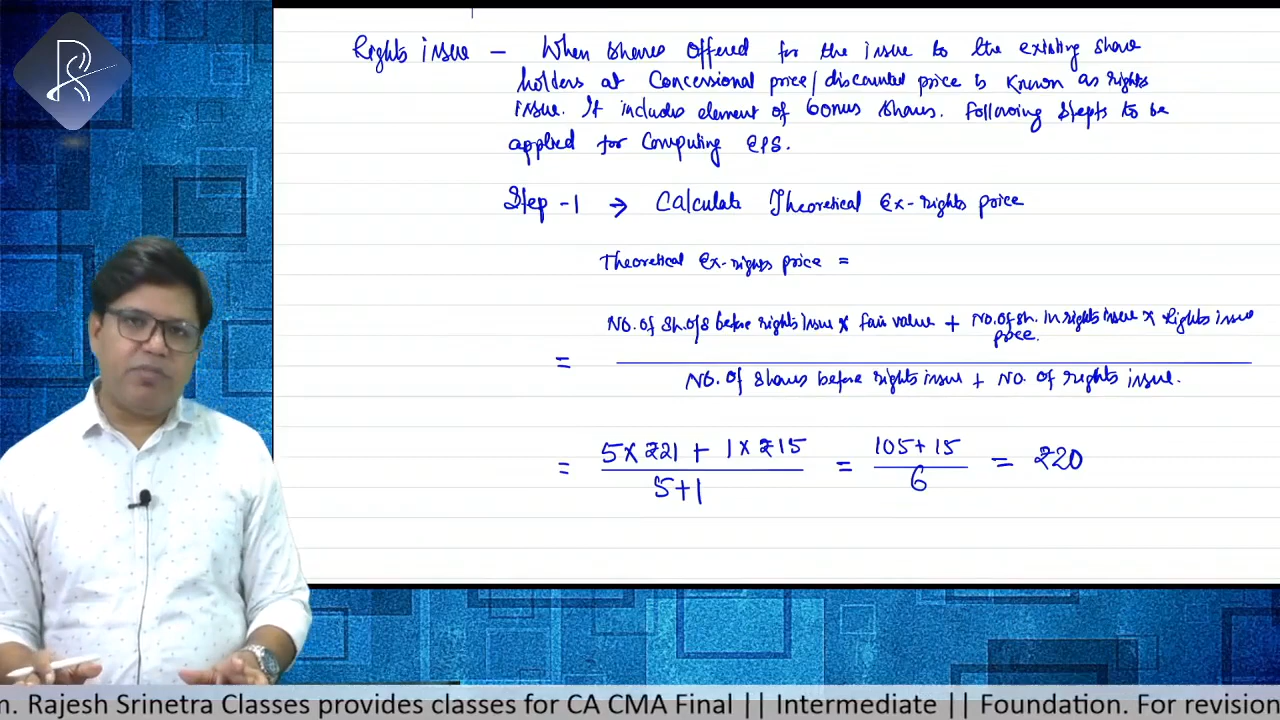 Rights issue – When shares offered for the issue to the existing share
holders at Concessional price/discounted price is known as rights
issue. It includes element of bonus shares. Following stepts to be
applied for Computing EPS.
Step -1 → Calculate Theoretical Ex-rights price
Theoretical Ex-rights price =
No. of sh. o/s before rights issue x fair value + No. of sh. in rights issue x Rights issue
price.
=
No. of shares before rights issue + No. of rights issue.
= 5x₹21 + 1x₹15 / 5+1 = 105+15 / 6 = ₹20
n. Rajesh Srinetra Classes provides classes for CA CMA Final || Intermediate || Foundation. For revision